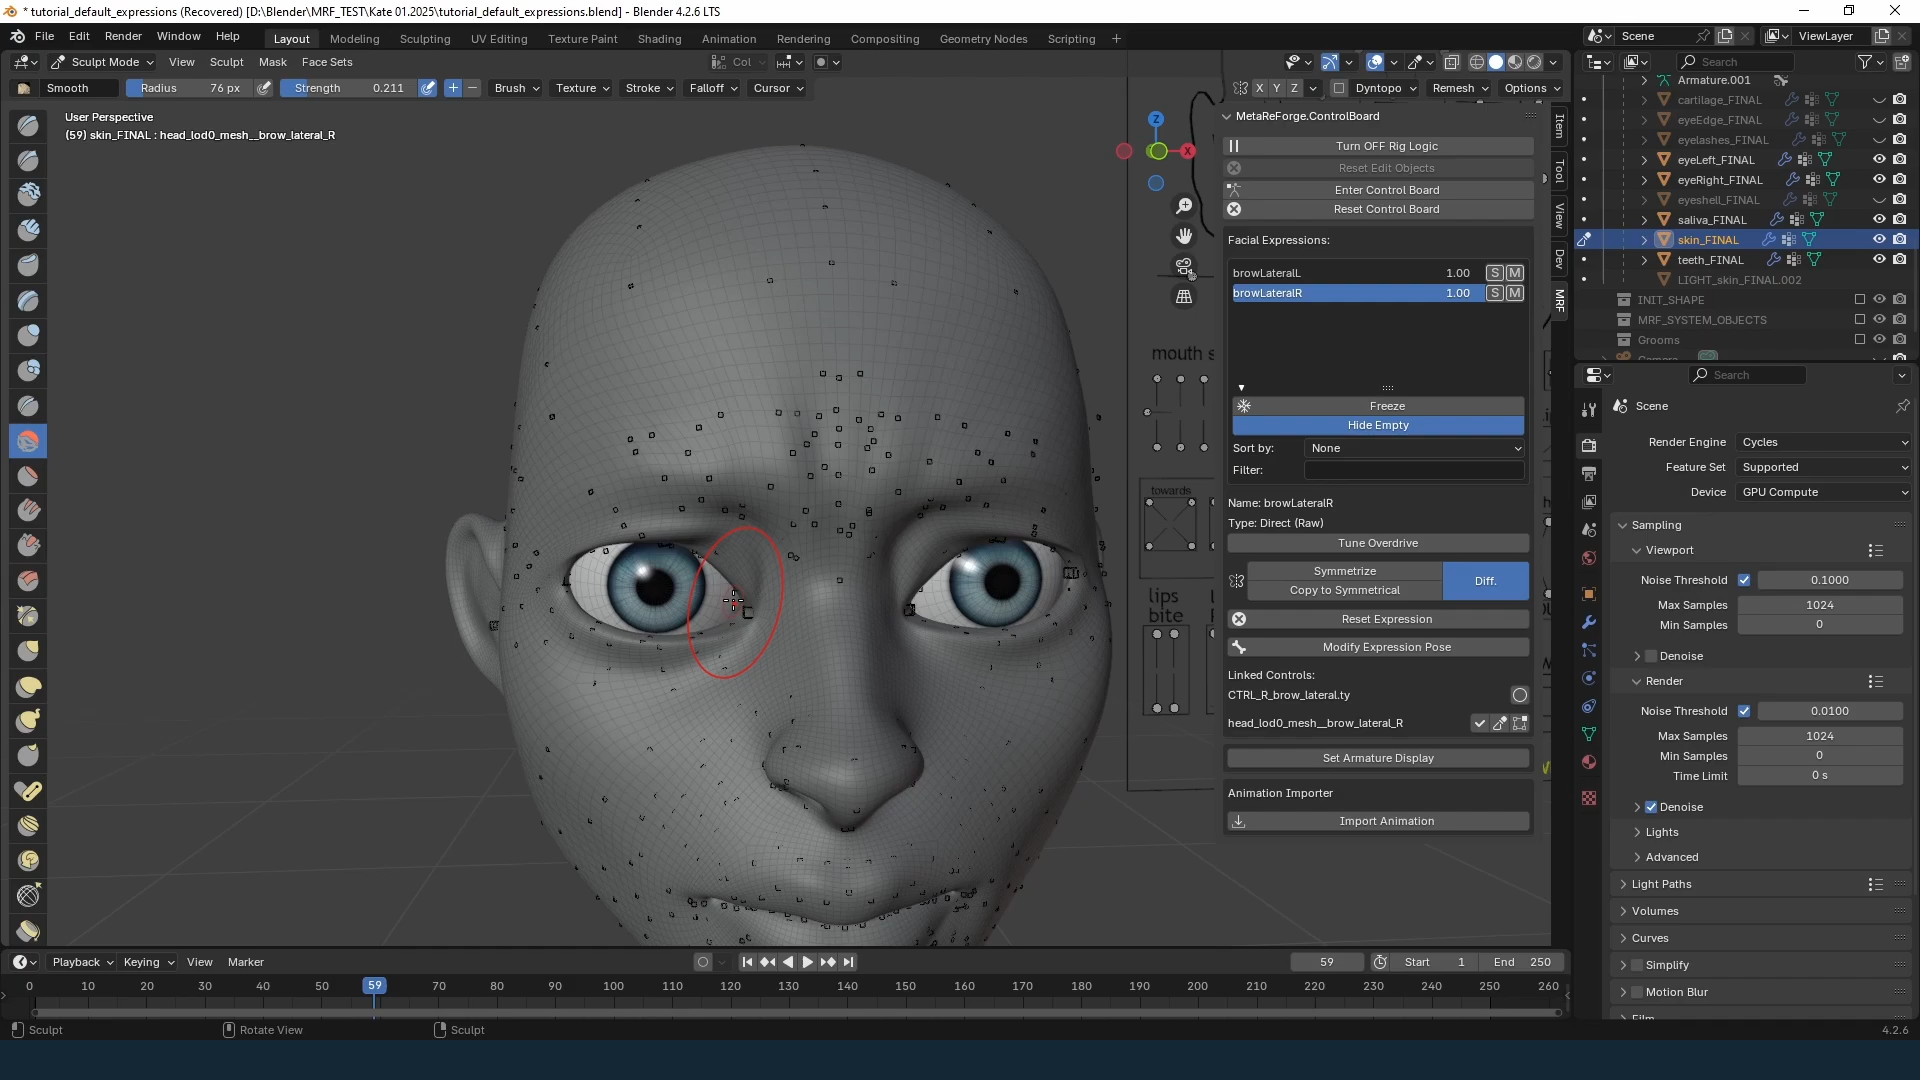 * tutorial_default_expressions (Recovered) [D:\Blender\MRF_TEST\Kate 01.2025\tutorial_default_expressions.blend] - Blender 4.2.6 LTS
File Edit Render Window Help
Layout Modeling Sculpting UV Editing Texture Paint Shading Animation Rendering Compositing Geometry Nodes Scripting +
Scene
ViewLayer
Sculpt Mode View Sculpt Mask Face Sets
Col
Search
Smooth Radius 76 px Strength 0.211 + − Brush Texture Stroke Falloff Cursor
X Y Z Dyntopo Remesh Options
User Perspective
(59) skin_FINAL : head_lod0_mesh__brow_lateral_R
Z
X
mouth s
towards
lips
bite
MetaReForge.ControlBoard
Turn OFF Rig Logic
Reset Edit Objects
Enter Control Board
Reset Control Board
Facial Expressions:
browLateralL 1.00 S M
browLateralR 1.00 S M
Freeze
Hide Empty
Sort by: None
Filter:
Name: browLateralR
Type: Direct (Raw)
Tune Overdrive
Symmetrize
Copy to Symmetrical
Diff.
Reset Expression
Modify Expression Pose
Linked Controls:
CTRL_R_brow_lateral.ty
head_lod0_mesh__brow_lateral_R
Set Armature Display
Animation Importer
Import Animation
Item
Tool
View
Dev
MRF
Armature.001
cartilage_FINAL
eyeEdge_FINAL
eyelashes_FINAL
eyeLeft_FINAL
eyeRight_FINAL
eyeshell_FINAL
saliva_FINAL
skin_FINAL
teeth_FINAL
LIGHT_skin_FINAL.002
INIT_SHAPE
MRF_SYSTEM_OBJECTS
Grooms
Camera
Search
Scene
Render Engine Cycles
Feature Set Supported
Device GPU Compute
Sampling
Viewport
Noise Threshold 0.1000
Max Samples 1024
Min Samples 0
Denoise
Render
Noise Threshold 0.0100
Max Samples 1024
Min Samples 0
Time Limit 0 s
Denoise
Lights
Advanced
Light Paths
Volumes
Curves
Simplify
Motion Blur
Film
Playback Keying View Marker
59 Start 1 End 250
0 10 20 30 40 50 59 70 80 90 100 110 120 130 140 150 160 170 180 190 200 210 220 230 240 250 260
Sculpt Rotate View Sculpt
4.2.6